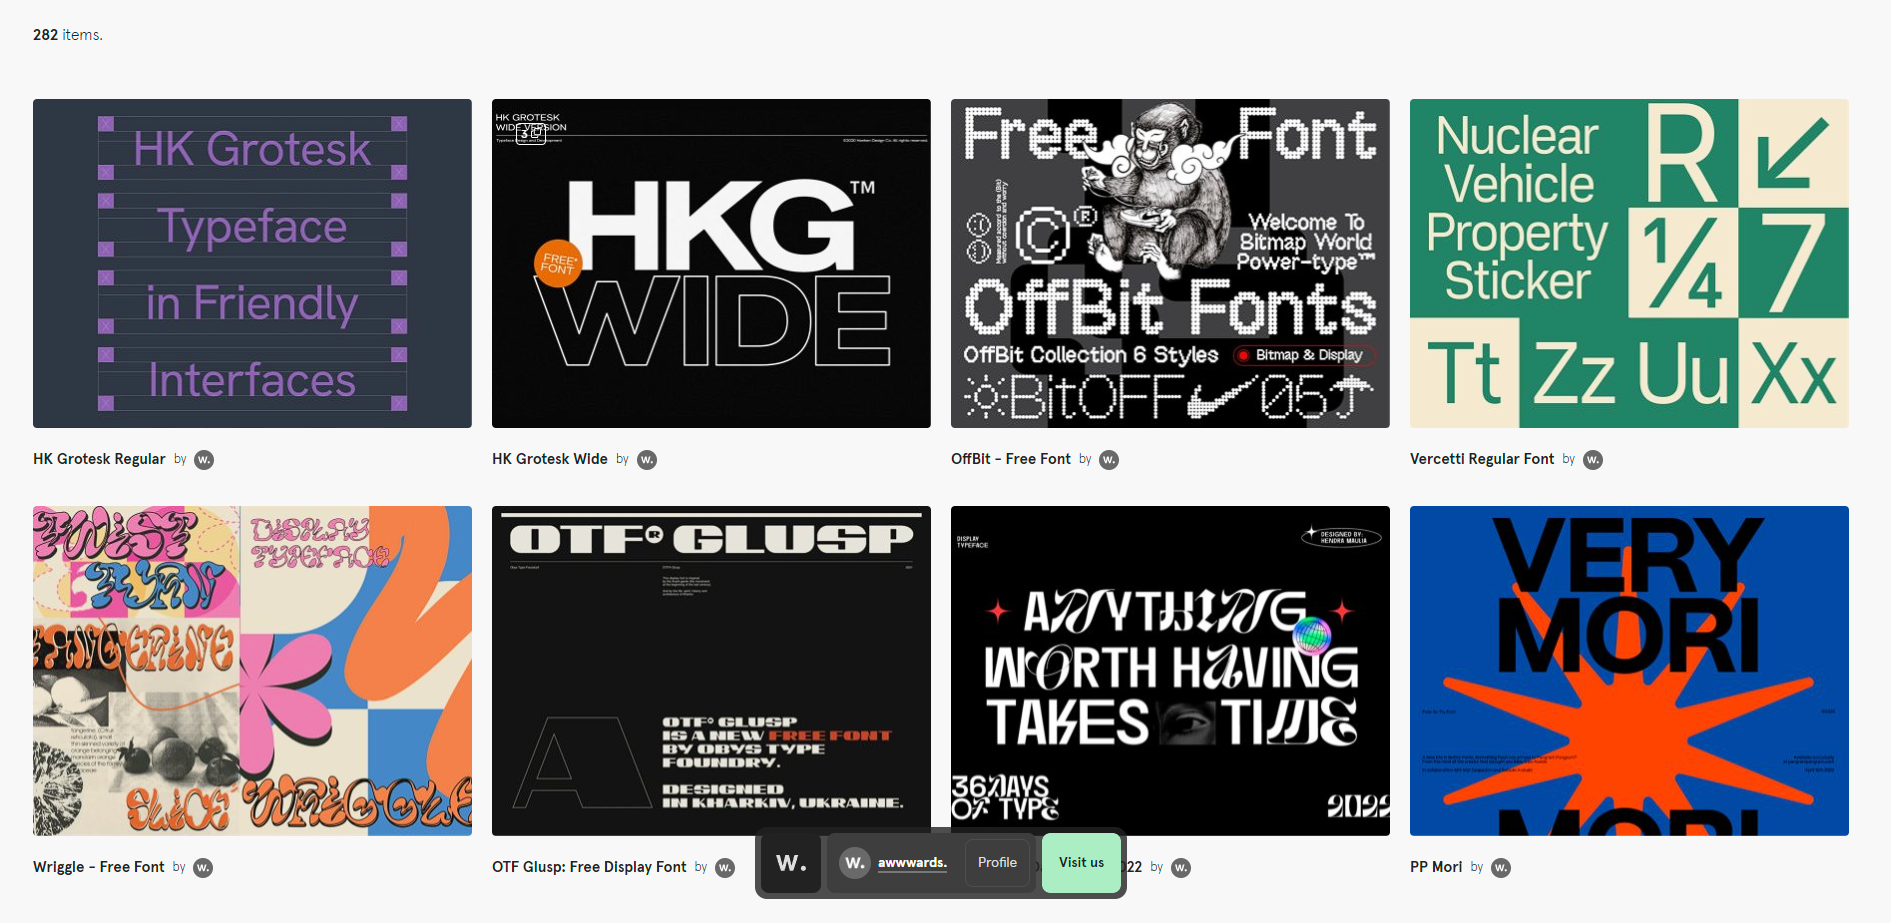 282 items.
HK Grotesk
Typeface
in Friendly
Interfaces
HK GROTESK
WIDE VERSION
3
HKG™
FREE*
FONT
WIDE
Free Font
©®
Welcome To
Bitmap World
Power-type™
OffBit Fonts
OffBit Collection 6 Styles
Bitmap & Display
BitOFF
05
Nuclear
Vehicle
Property
Sticker
R
1/4
7
Tt Zz Uu Xx
HK Grotesk Regular by W.
HK Grotesk Wide by W.
OffBit - Free Font by W.
Vercetti Regular Font by W.
TWIST
TURN
TANGERINE
SLICE
DISPLAY
TYPEFACE
WRIGGLE
OTF® GLUSP
A
OTF® GLUSP
IS A NEW FREE FONT
BY OBYS TYPE
FOUNDRY.
DESIGNED
IN KHARKIV, UKRAINE.
DISPLAY
TYPEFACE
DESIGNED BY:
HENDRA MAULIA
ANYTHING
WORTH HAVING
TAKES TIME
36DAYS
OF TYPE
2022
VERY
MORI
MORI
Wriggle - Free Font by W.
OTF Glusp: Free Display Font by W.
022 by W.
PP Mori by W.
W.
W. awwwards.
Profile
Visit us